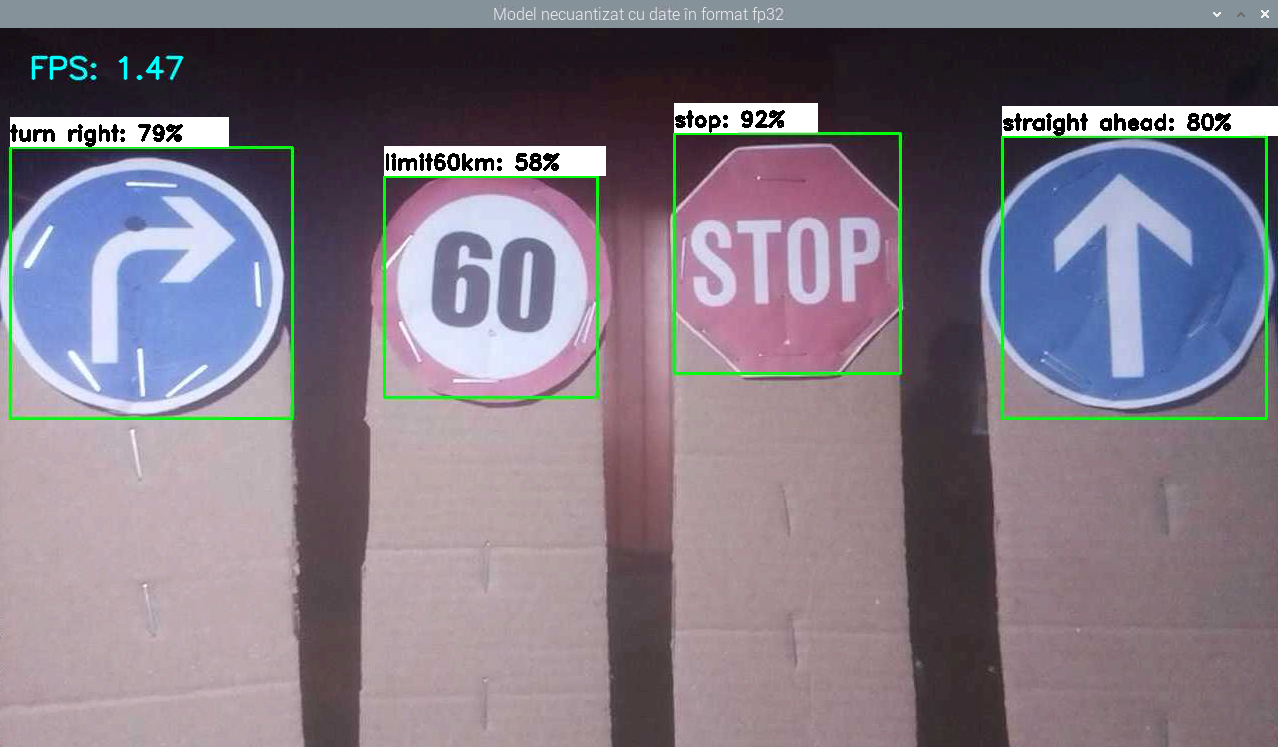 Model necuantizat cu date în format fp32
FPS: 1.47
turn right: 79%
limit60km: 58%
stop: 92%
straight ahead: 80%
60
STOP